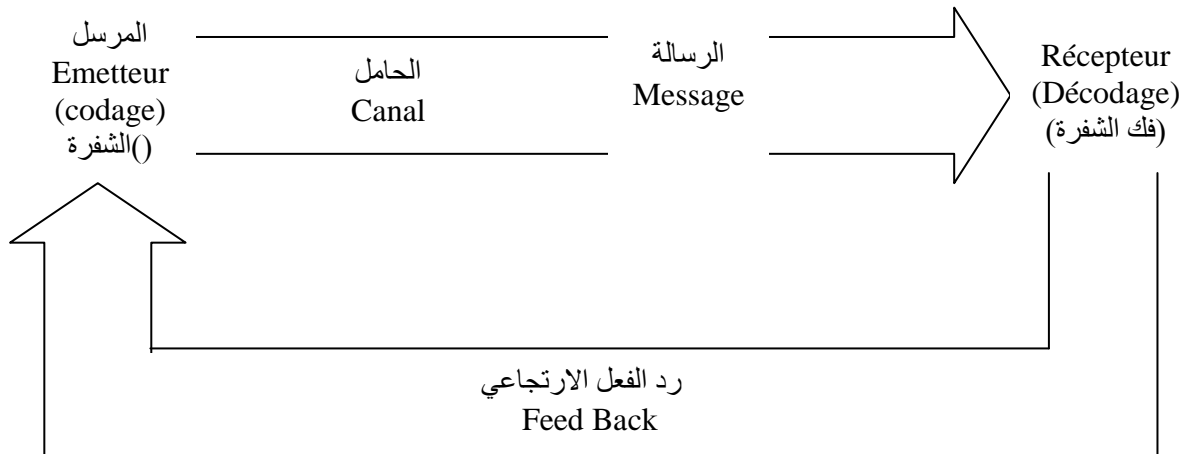 المرسل
Emetteur
(codage)
()الشفرة
الحامل
Canal
الرسالة
Message
Récepteur
(Décodage)
(فك الشفرة)
رد الفعل الارتجاعي
Feed Back